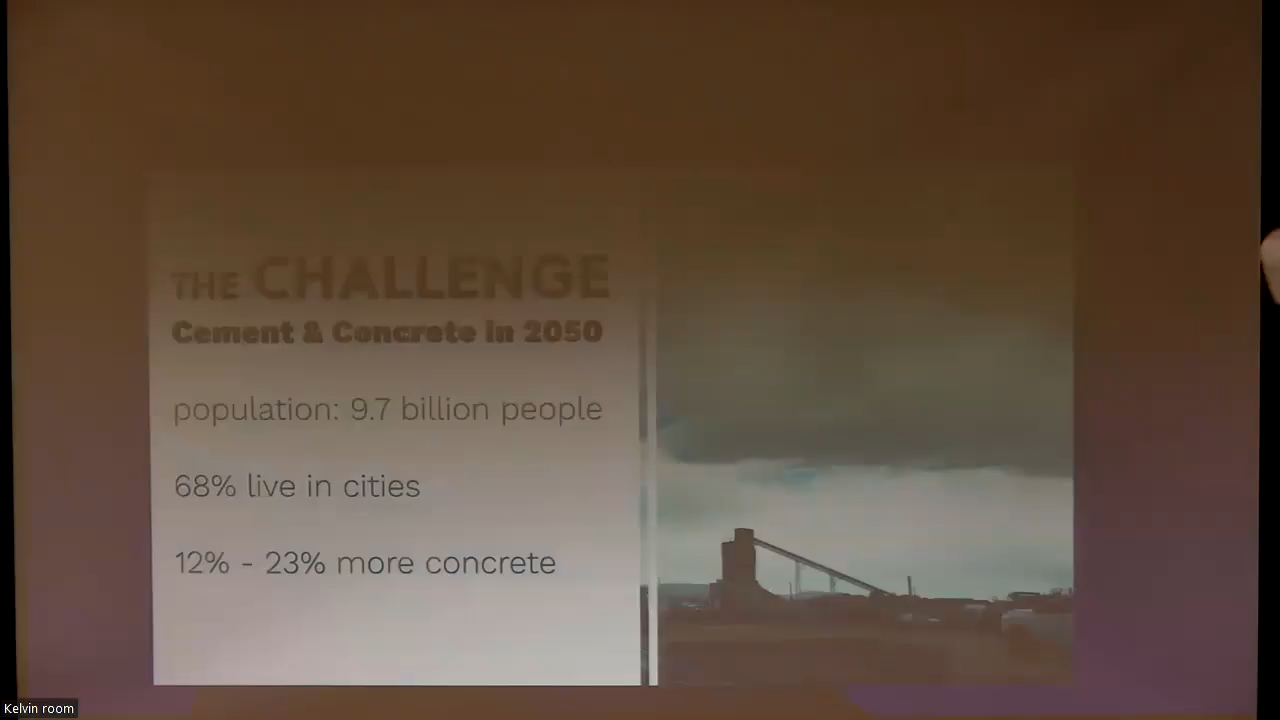 THE CHALLENGE
Cement & Concrete in 2050
population: 9.7 billion people
68% live in cities
12% - 23% more concrete
Kelvin room